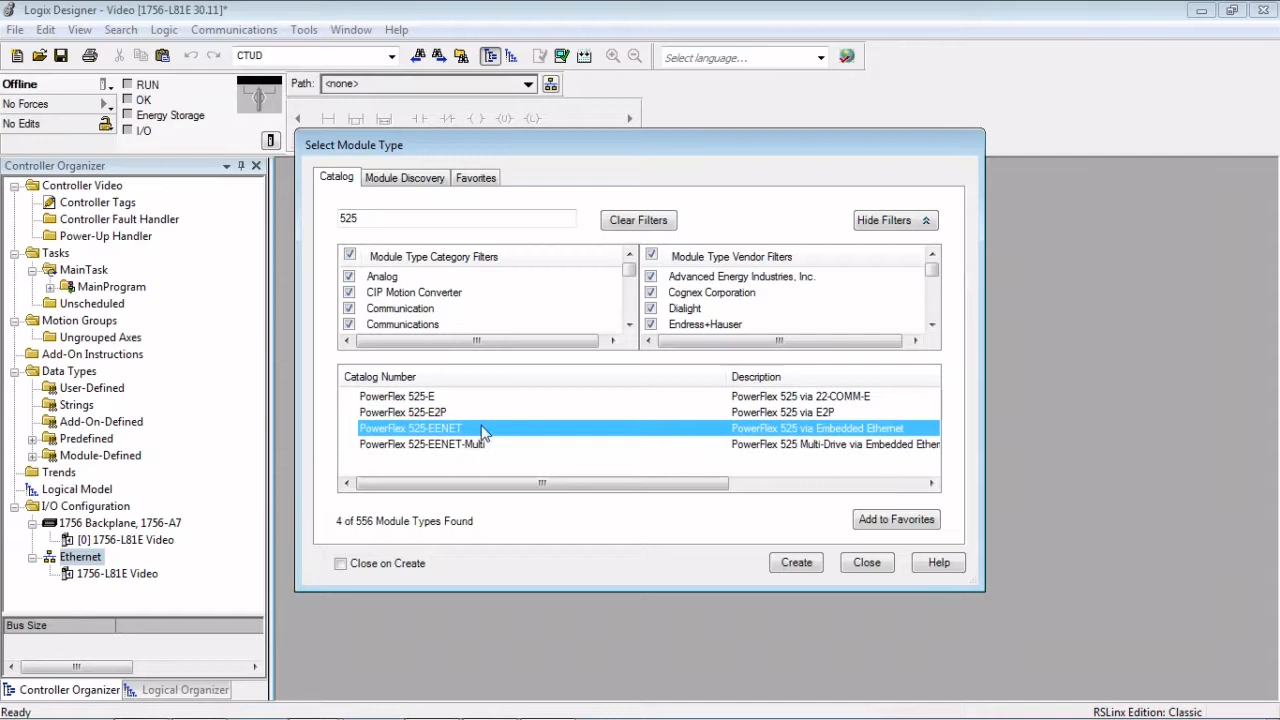 Logix Designer - Video [1756-L81E 30.11]*
File Edit View Search Logic Communications Tools Window Help
CTUD
Select language...
Offline
RUN
Path: <none>
No Forces
OK
Energy Storage
No Edits
I/O
Controller Organizer
Controller Video
Controller Tags
Controller Fault Handler
Power-Up Handler
Tasks
MainTask
MainProgram
Unscheduled
Motion Groups
Ungrouped Axes
Add-On Instructions
Data Types
User-Defined
Strings
Add-On-Defined
Predefined
Module-Defined
Trends
Logical Model
I/O Configuration
1756 Backplane, 1756-A7
[0] 1756-L81E Video
Ethernet
1756-L81E Video
Bus Size
Controller Organizer Logical Organizer
Select Module Type
Catalog Module Discovery Favorites
525 Clear Filters Hide Filters
Module Type Category Filters Module Type Vendor Filters
Analog Advanced Energy Industries, Inc.
CIP Motion Converter Cognex Corporation
Communication Dialight
Communications Endress+Hauser
Catalog Number Description
PowerFlex 525-E PowerFlex 525 via 22-COMM-E
PowerFlex 525-E2P PowerFlex 525 via E2P
PowerFlex 525-EENET PowerFlex 525 via Embedded Ethernet
PowerFlex 525-EENET-Multi PowerFlex 525 Multi-Drive via Embedded Ether
4 of 556 Module Types Found Add to Favorites
Close on Create Create Close Help
Ready RSLinx Edition: Classic